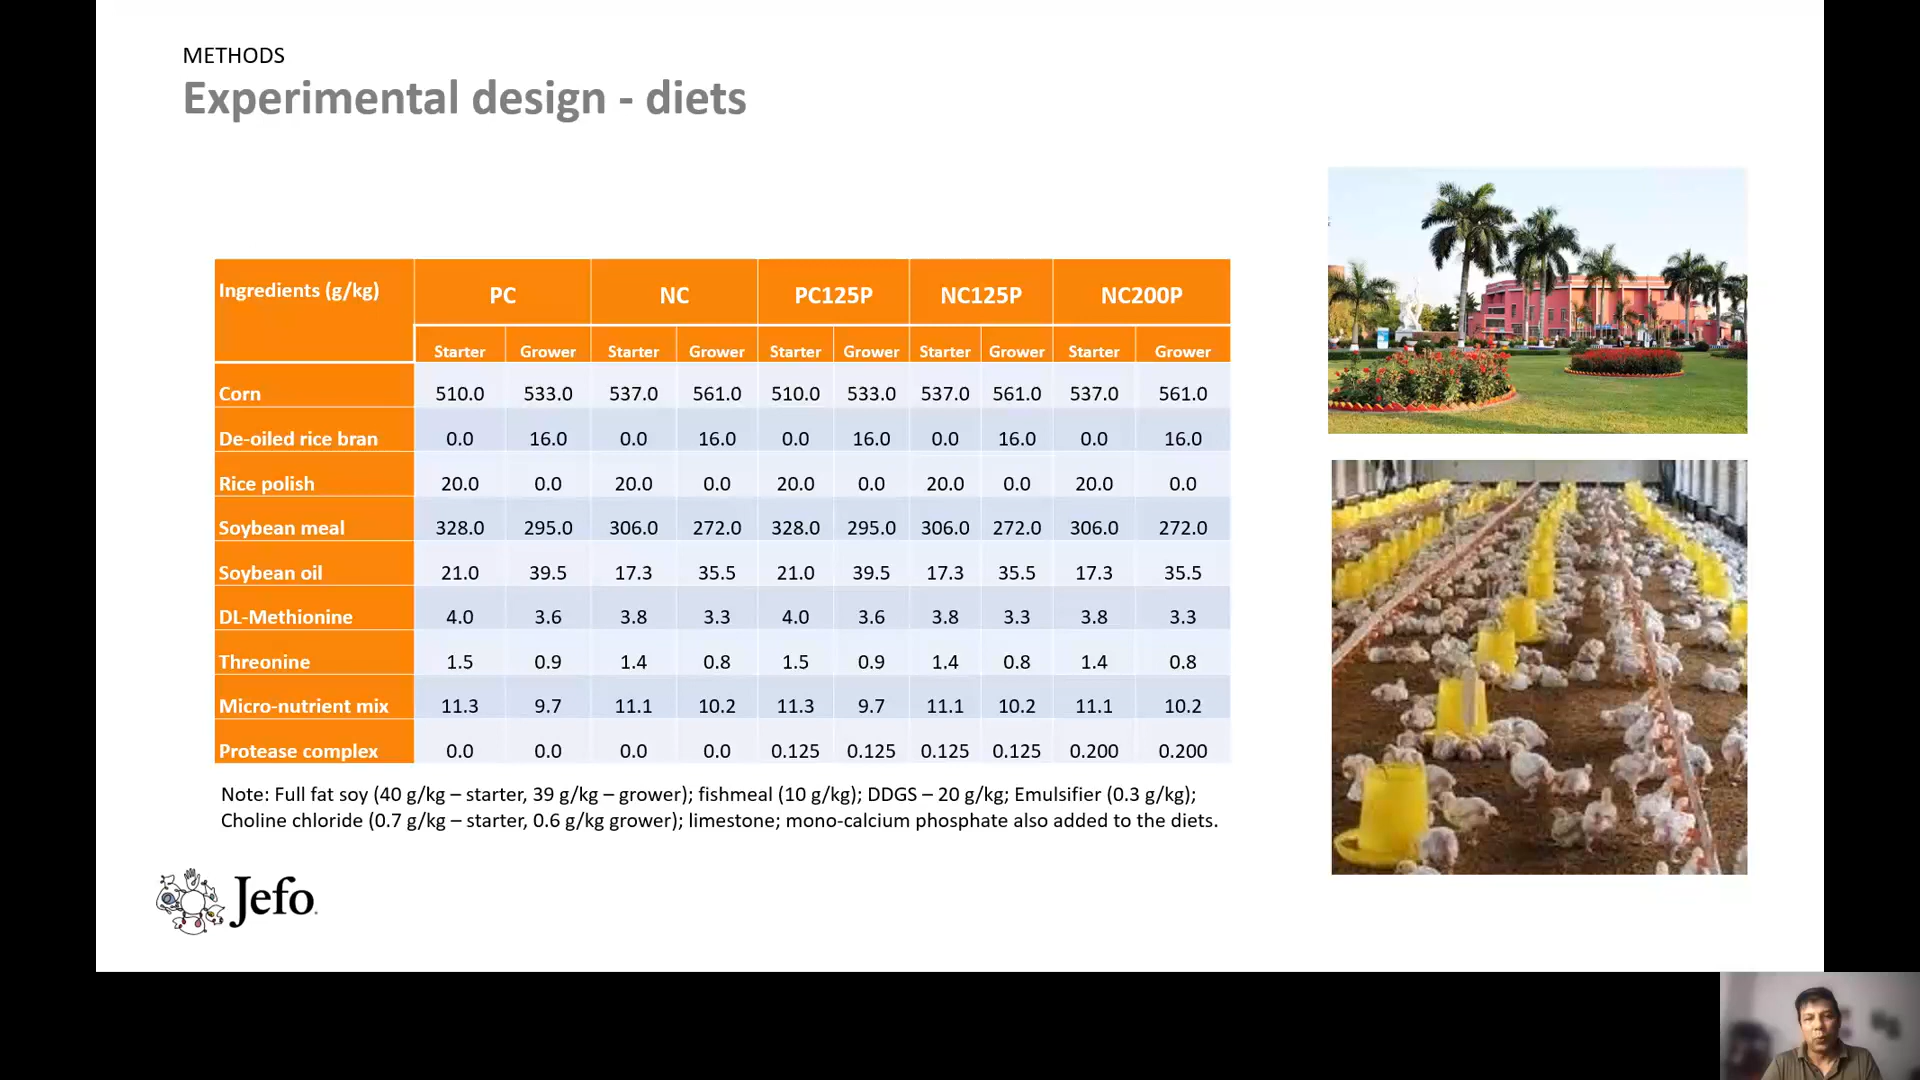 METHODS
Experimental design - diets
Ingredients (g/kg) PC NC PC125P NC125P NC200P
Starter Grower Starter Grower Starter Grower Starter Grower Starter Grower
Corn 510.0 533.0 537.0 561.0 510.0 533.0 537.0 561.0 537.0 561.0
De-oiled rice bran 0.0 16.0 0.0 16.0 0.0 16.0 0.0 16.0 0.0 16.0
Rice polish 20.0 0.0 20.0 0.0 20.0 0.0 20.0 0.0 20.0 0.0
Soybean meal 328.0 295.0 306.0 272.0 328.0 295.0 306.0 272.0 306.0 272.0
Soybean oil 21.0 39.5 17.3 35.5 21.0 39.5 17.3 35.5 17.3 35.5
DL-Methionine 4.0 3.6 3.8 3.3 4.0 3.6 3.8 3.3 3.8 3.3
Threonine 1.5 0.9 1.4 0.8 1.5 0.9 1.4 0.8 1.4 0.8
Micro-nutrient mix 11.3 9.7 11.1 10.2 11.3 9.7 11.1 10.2 11.1 10.2
Protease complex 0.0 0.0 0.0 0.0 0.125 0.125 0.125 0.125 0.200 0.200
Note: Full fat soy (40 g/kg – starter, 39 g/kg – grower); fishmeal (10 g/kg); DDGS – 20 g/kg; Emulsifier (0.3 g/kg);
Choline chloride (0.7 g/kg – starter, 0.6 g/kg grower); limestone; mono-calcium phosphate also added to the diets.
Jefo